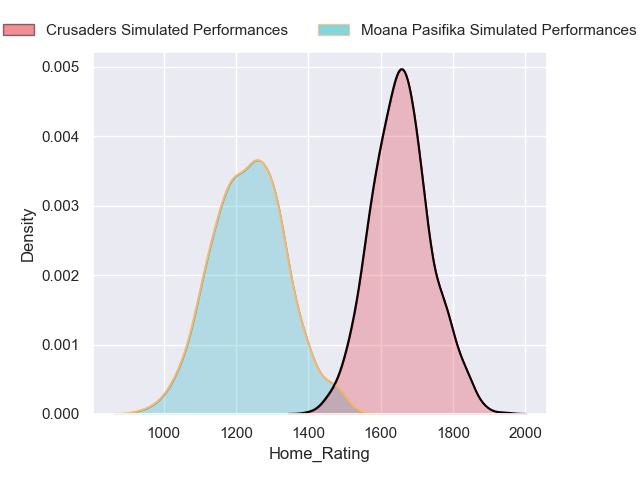 Crusaders Simulated Performances
Moana Pasifika Simulated Performances
0.005
0.004
0.003
0.002
0.001
0.000
Density
1000 1200 1400 1600 1800 2000
Home_Rating